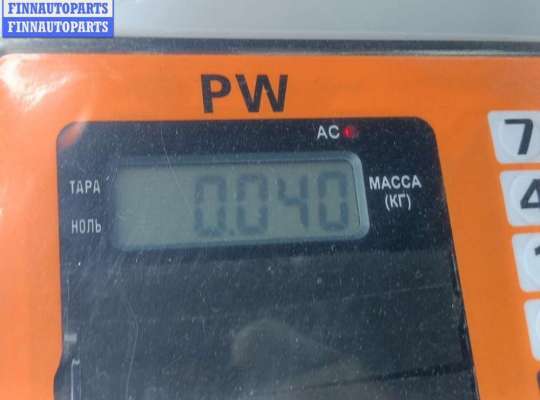 FINNAUTOPARTS
FINNAUTOPARTS
PW
AC
ТАРА
0.040
МАССА
(КГ)
НОЛЬ
7
4
1